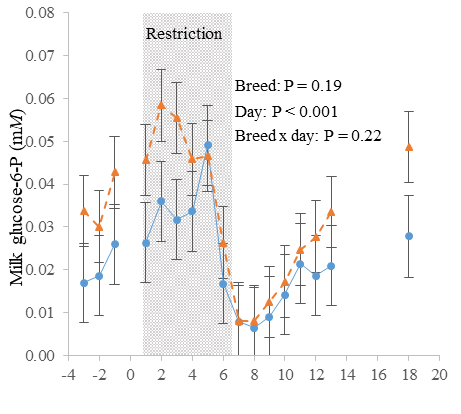 0.08
Restriction
0.07
0.06
Breed: P = 0.19
0.05
Day: P < 0.001
Breed x day: P = 0.22
0.04
0.03
0.02
0.01
0.00
Milk glucose-6-P (mM)
-4 -2 0 2 4 6 8 10 12 14 16 18 20